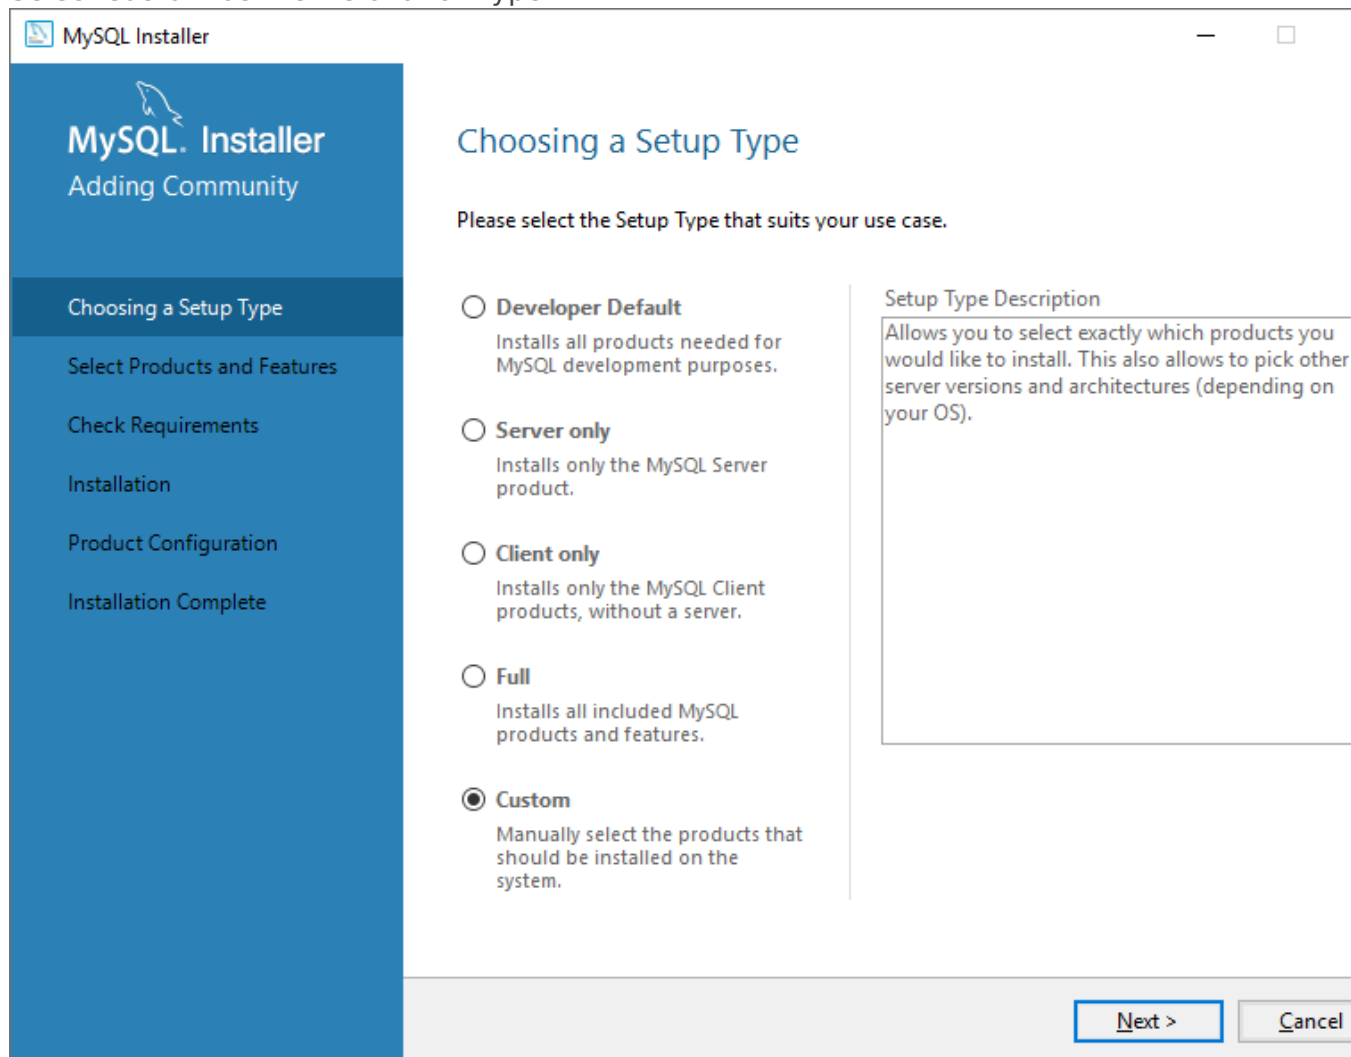 MySQL Installer
MySQL. Installer
Adding Community
Choosing a Setup Type
Select Products and Features
Check Requirements
Installation
Product Configuration
Installation Complete
Choosing a Setup Type
Please select the Setup Type that suits your use case.
Developer Default
Installs all products needed for
MySQL development purposes.
Server only
Installs only the MySQL Server
product.
Client only
Installs only the MySQL Client
products, without a server.
Full
Installs all included MySQL
products and features.
Custom
Manually select the products that
should be installed on the
system.
Setup Type Description
Allows you to select exactly which products you
would like to install. This also allows to pick other
server versions and architectures (depending on
your OS).
Next >
Cancel